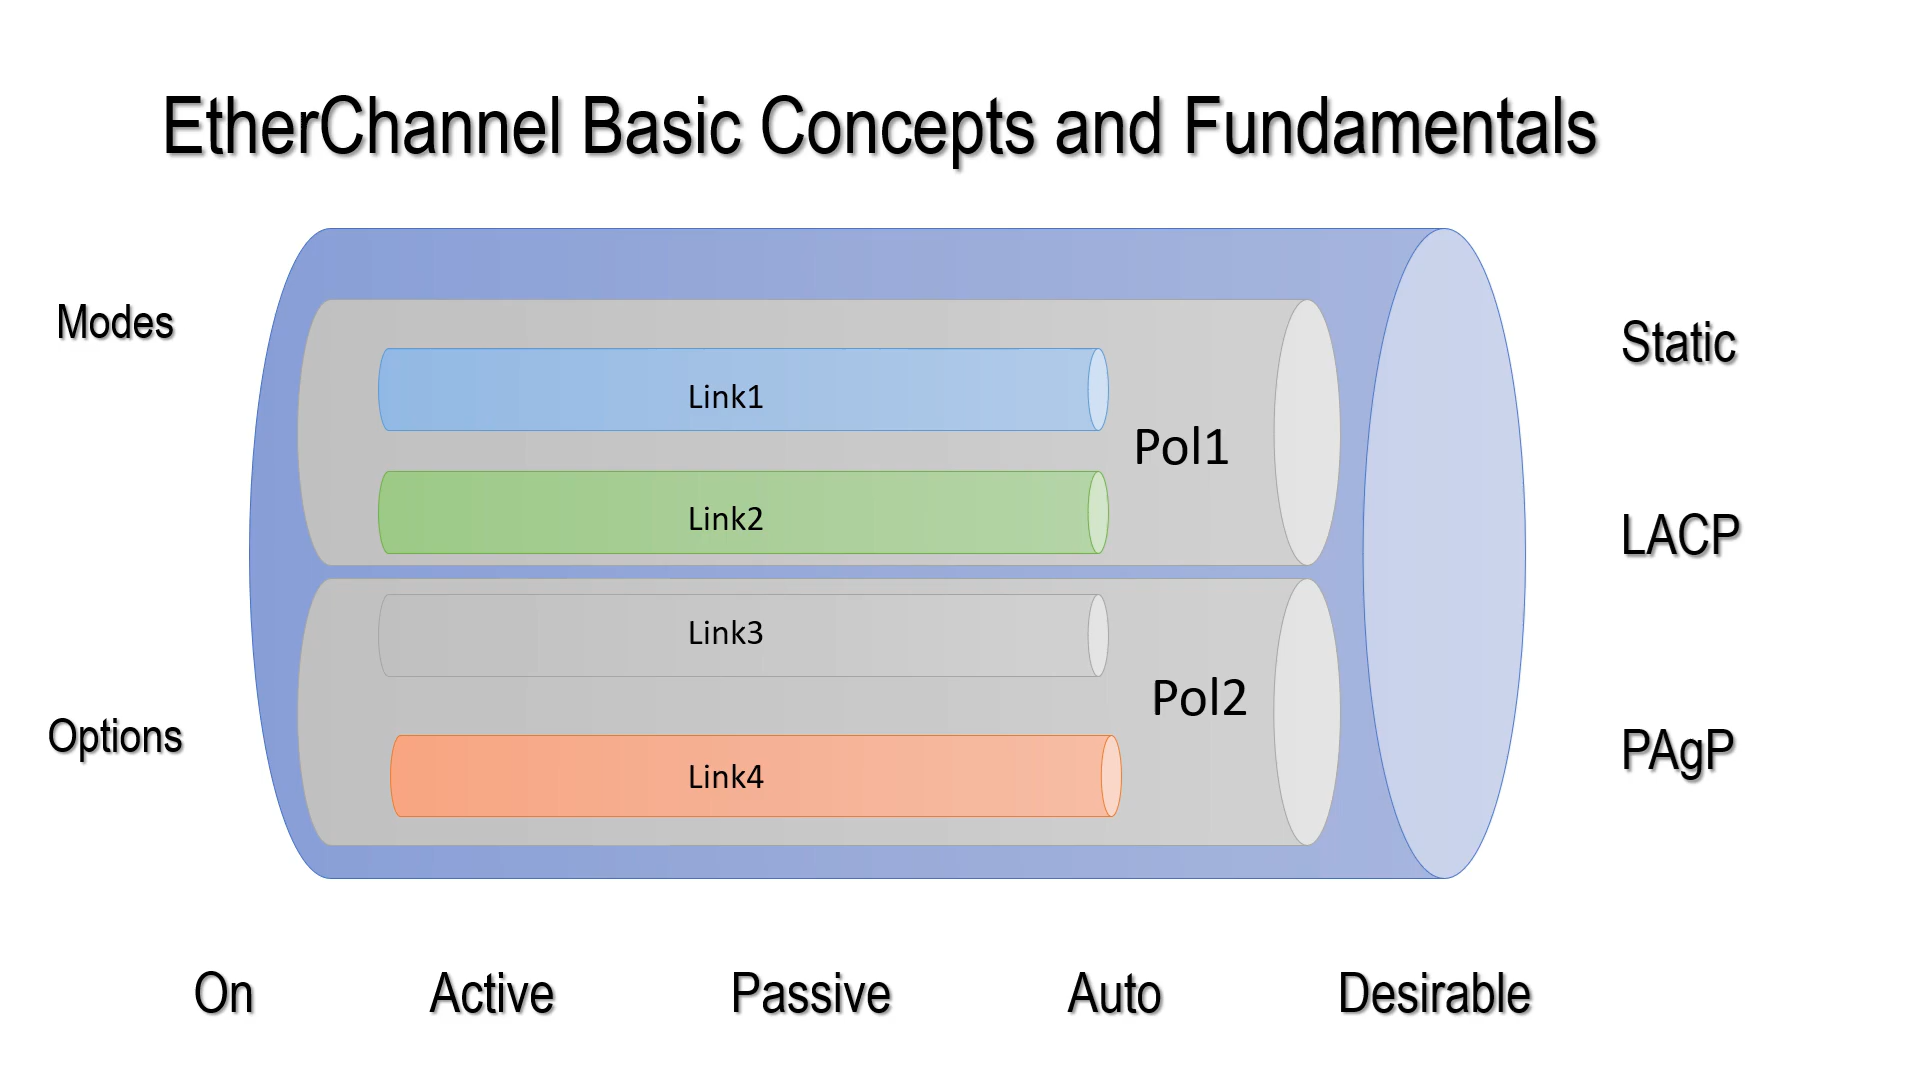 EtherChannel Basic Concepts and Fundamentals
Modes
Static
Link1
Pol1
Link2
LACP
Link3
Pol2
Options
PAgP
Link4
On
Active
Passive
Auto
Desirable